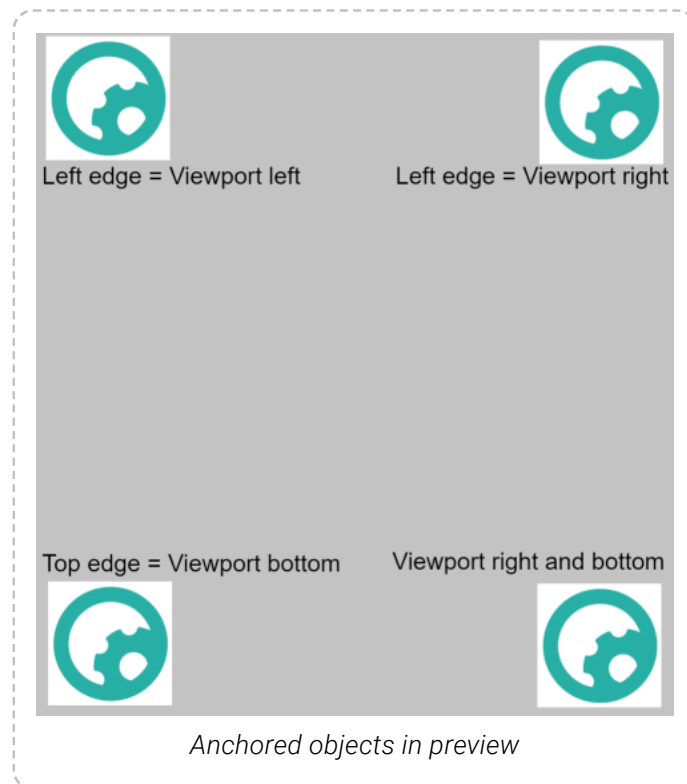 Left edge = Viewport left
Left edge = Viewport right
Top edge = Viewport bottom
Viewport right and bottom
Anchored objects in preview